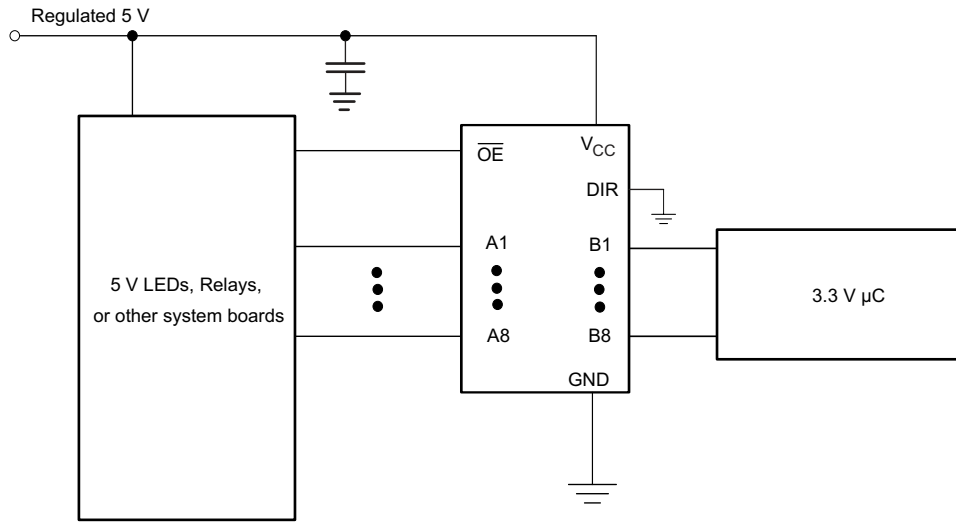 Regulated 5 V
OE
VCC
DIR
A1
B1
5 V LEDs, Relays,
or other system boards
3.3 V µC
A8
B8
GND